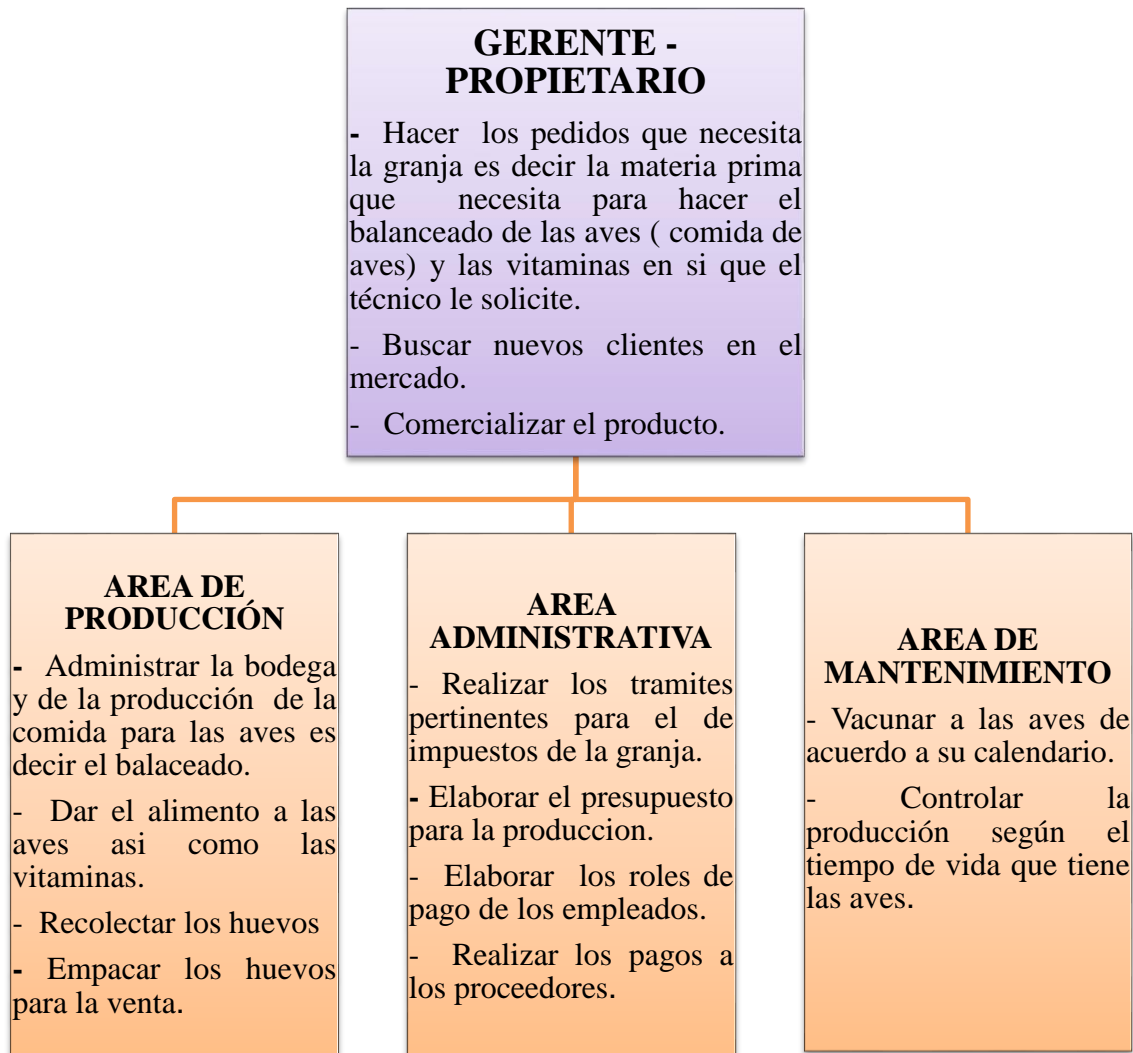 GERENTE -
PROPIETARIO
- Hacer los pedidos que necesita
la granja es decir la materia prima
que necesita para hacer el
balanceado de las aves ( comida de
aves) y las vitaminas en si que el
técnico le solicite.
- Buscar nuevos clientes en el
mercado.
- Comercializar el producto.
AREA DE
PRODUCCIÓN
- Administrar la bodega
y de la producción de la
comida para las aves es
decir el balaceado.
- Dar el alimento a las
aves asi como las
vitaminas.
- Recolectar los huevos
- Empacar los huevos
para la venta.
AREA
ADMINISTRATIVA
- Realizar los tramites
pertinentes para el de
impuestos de la granja.
- Elaborar el presupuesto
para la produccion.
- Elaborar los roles de
pago de los empleados.
- Realizar los pagos a
los proceedores.
AREA DE
MANTENIMIENTO
- Vacunar a las aves de
acuerdo a su calendario.
- Controlar la
producción según el
tiempo de vida que tiene
las aves.